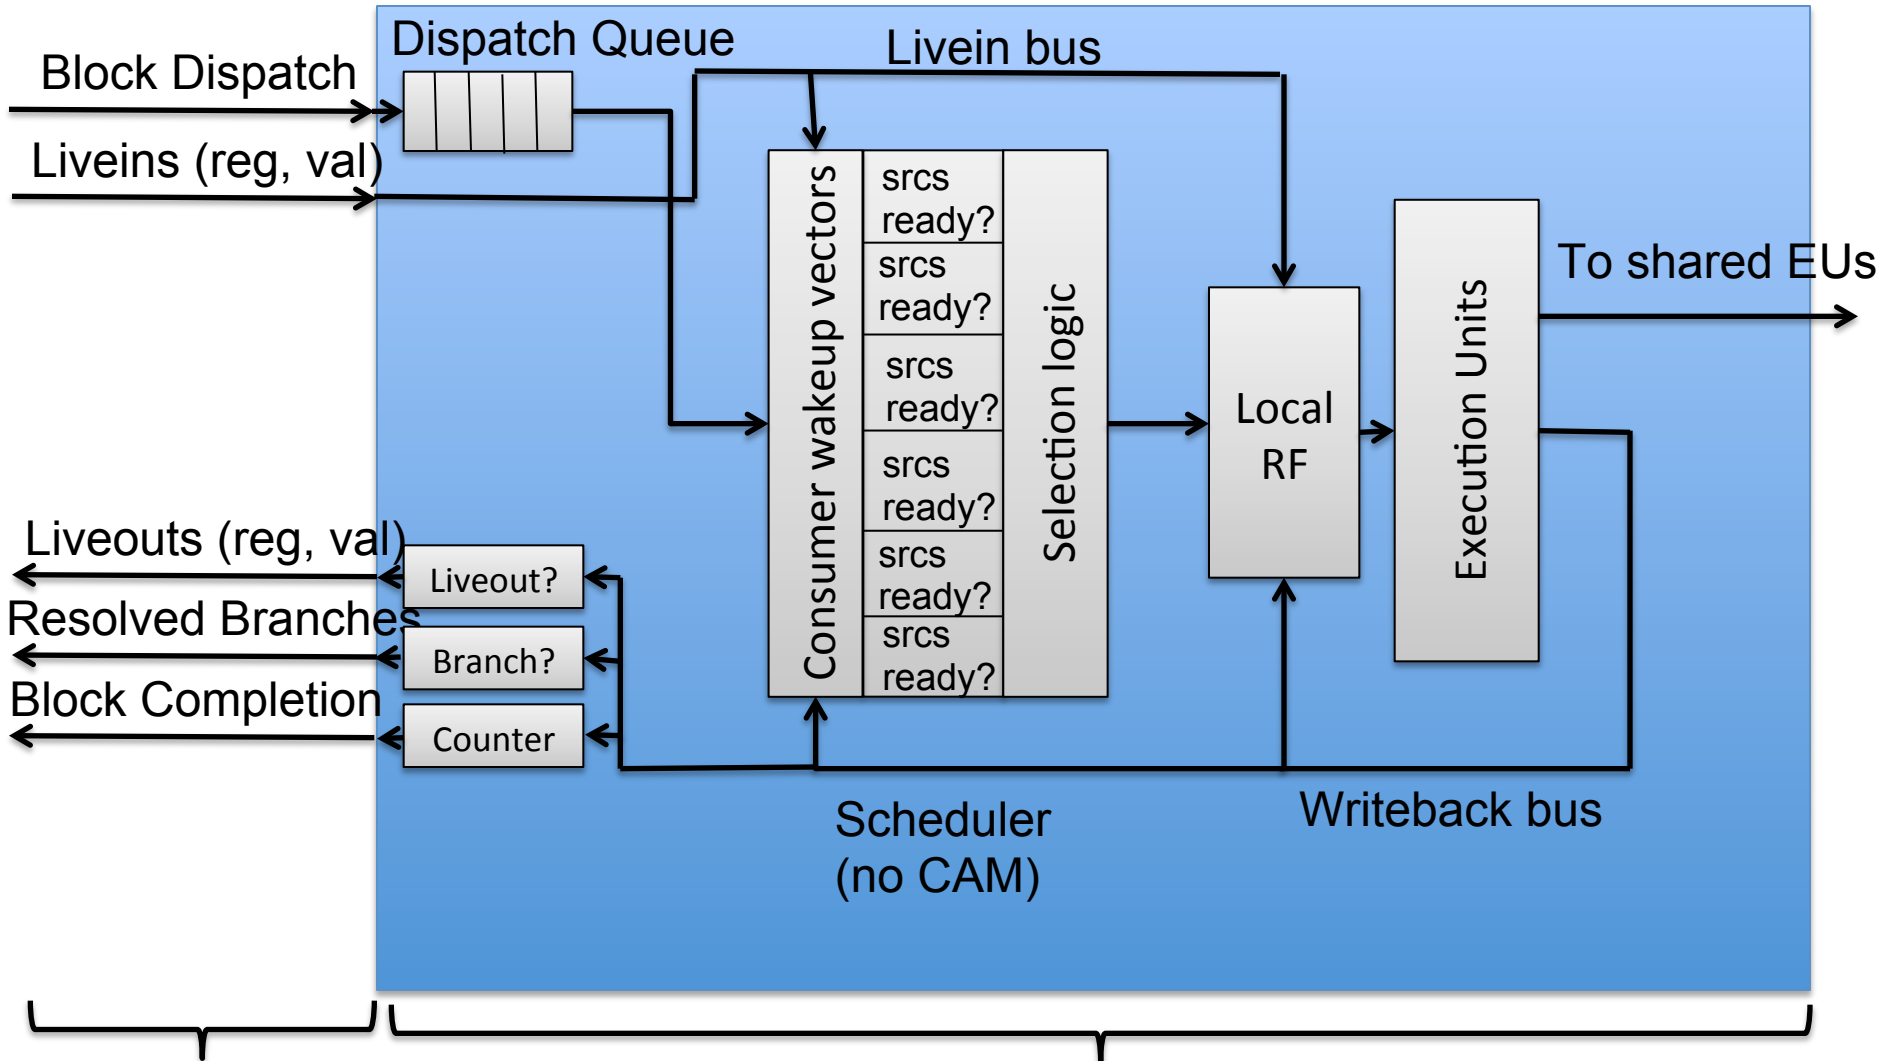 Dispatch Queue
Livein bus
Block Dispatch
Liveins (reg, val)
Consumer wakeup vectors
srcs
ready?
srcs
ready?
srcs
ready?
srcs
ready?
srcs
ready?
srcs
ready?
Selection logic
Local
RF
Execution Units
To shared EUs
Liveouts (reg, val)
Liveout?
Resolved Branches
Branch?
Block Completion
Counter
Scheduler
(no CAM)
Writeback bus